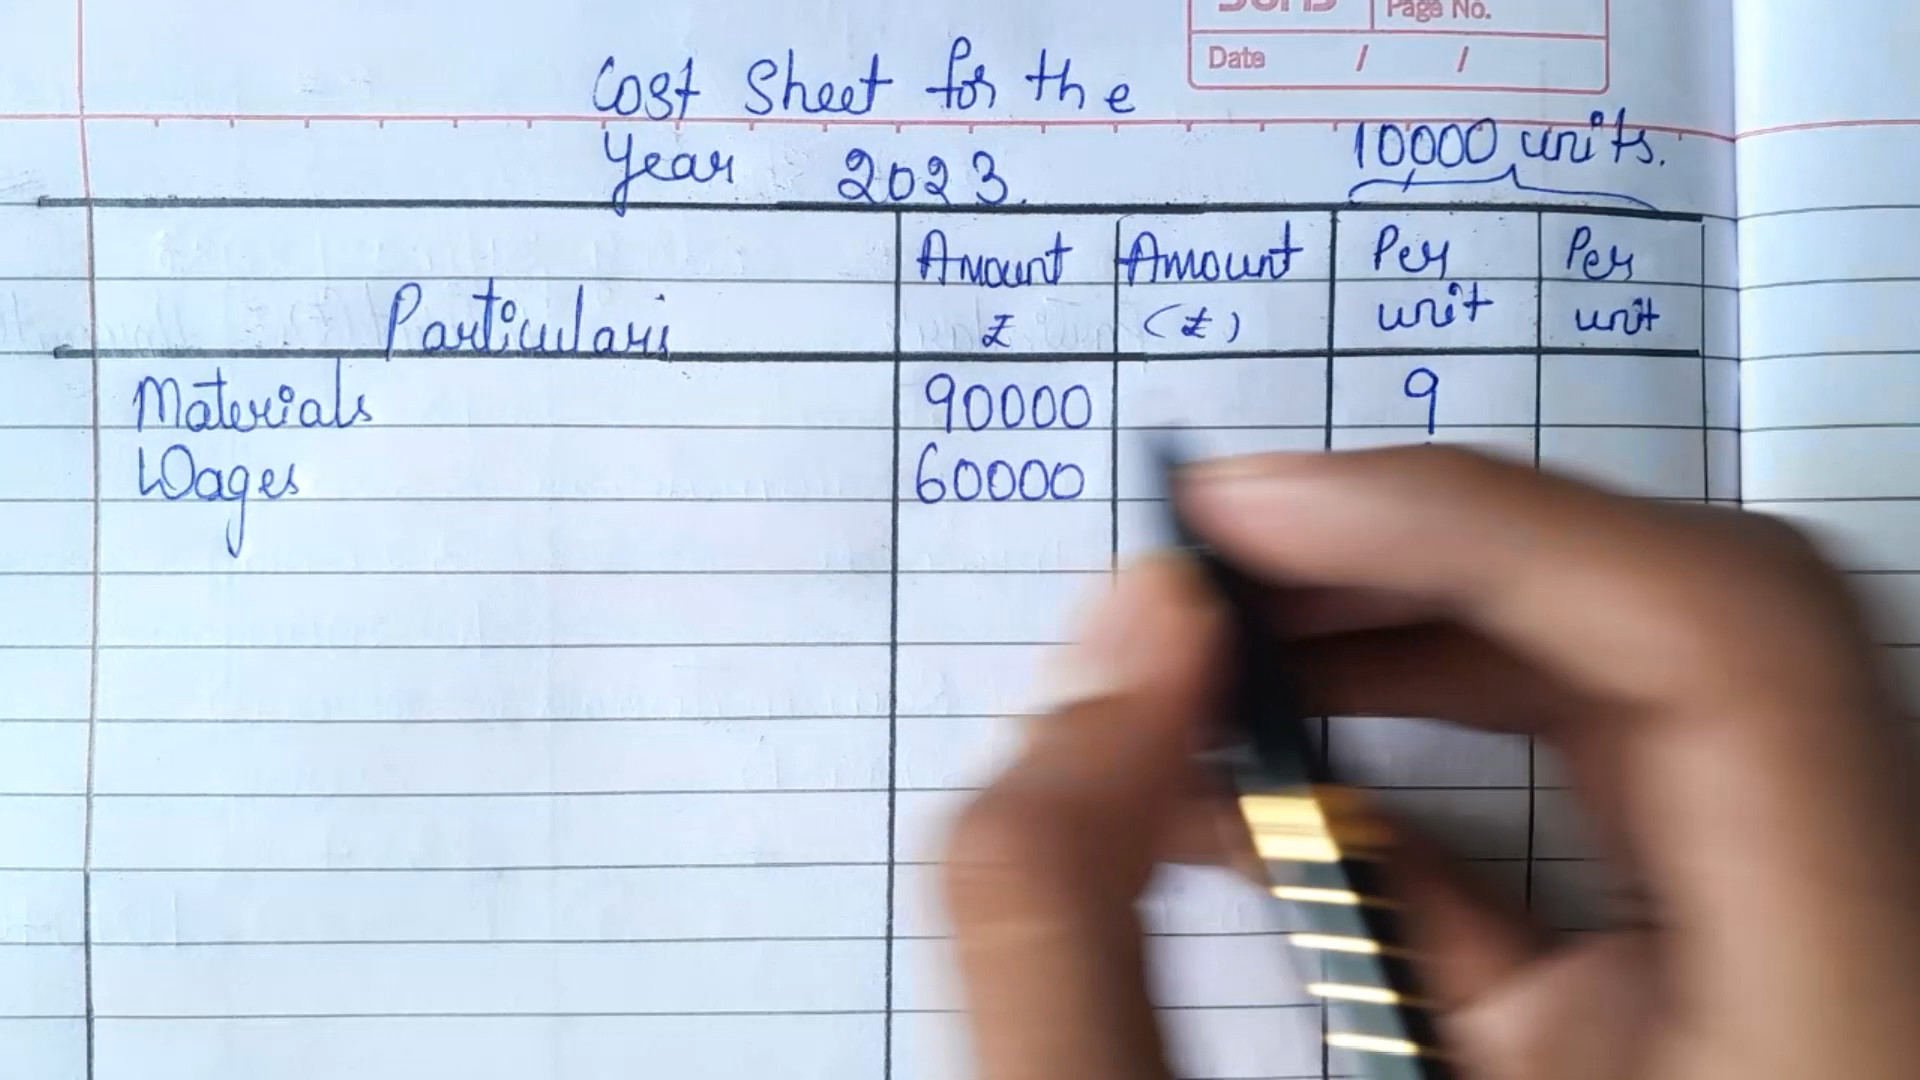 Page No.
Date / /
Cost Sheet for the
Year 2023.
10000 units.
Particulars Amount ₹ Amount (₹) Per unit Per unit
Materials 90000 9
Wages 60000